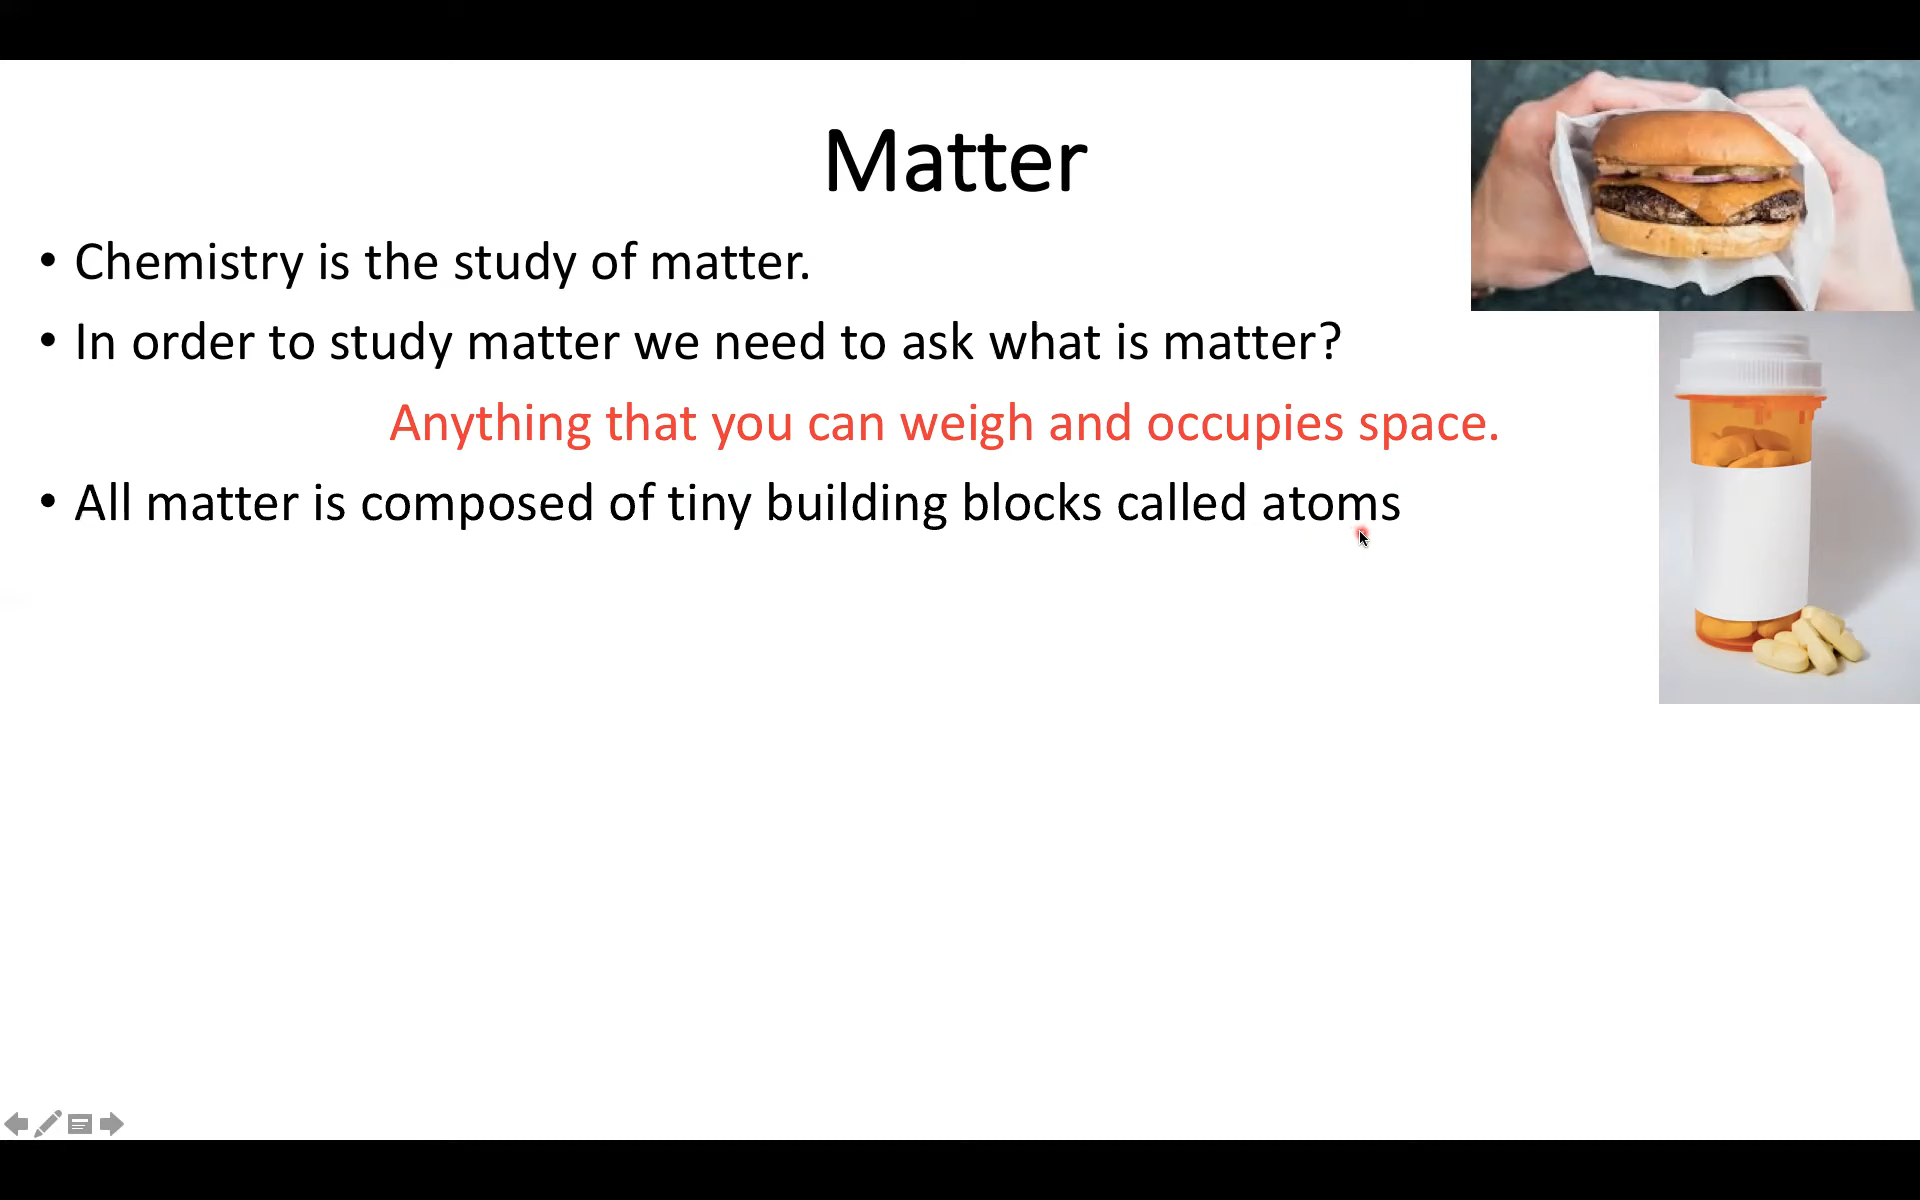 Matter
• Chemistry is the study of matter.
• In order to study matter we need to ask what is matter?
Anything that you can weigh and occupies space.
• All matter is composed of tiny building blocks called atoms